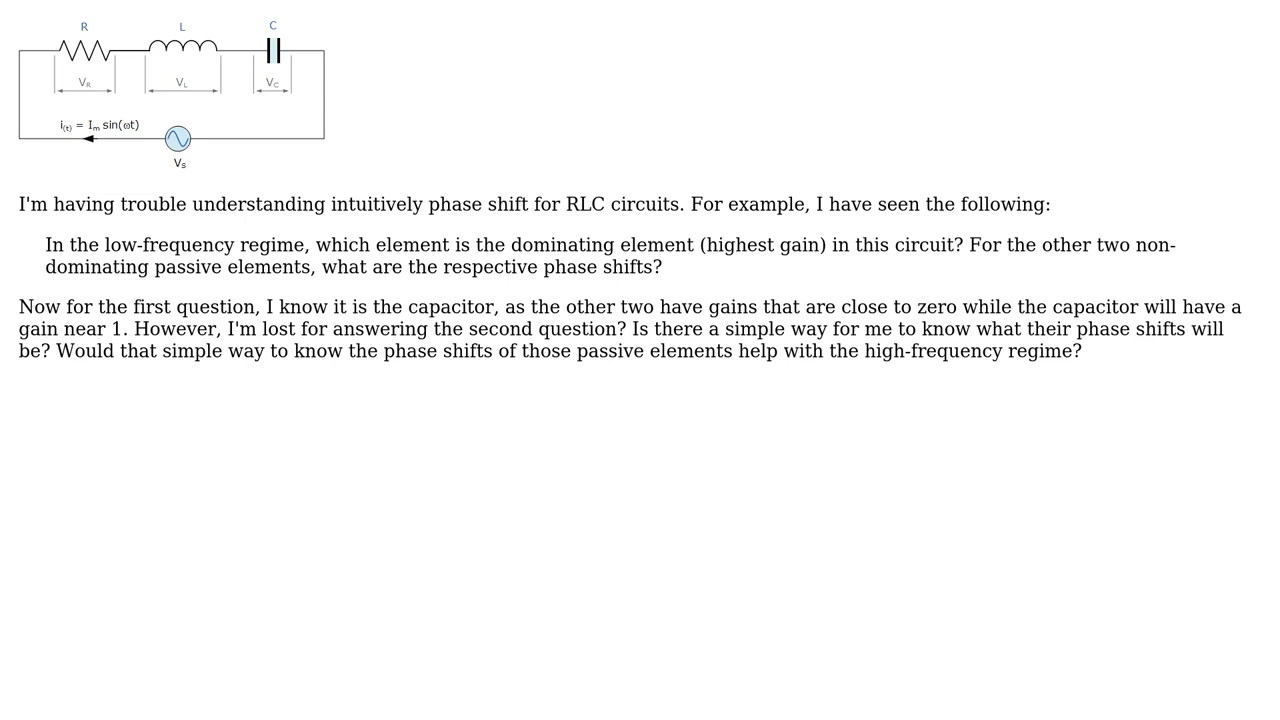 R L C
V_R V_L V_C
i_(t) = I_m sin(ωt)
V_S
I'm having trouble understanding intuitively phase shift for RLC circuits. For example, I have seen the following:
In the low-frequency regime, which element is the dominating element (highest gain) in this circuit? For the other two non-
dominating passive elements, what are the respective phase shifts?
Now for the first question, I know it is the capacitor, as the other two have gains that are close to zero while the capacitor will have a
gain near 1. However, I'm lost for answering the second question? Is there a simple way for me to know what their phase shifts will
be? Would that simple way to know the phase shifts of those passive elements help with the high-frequency regime?